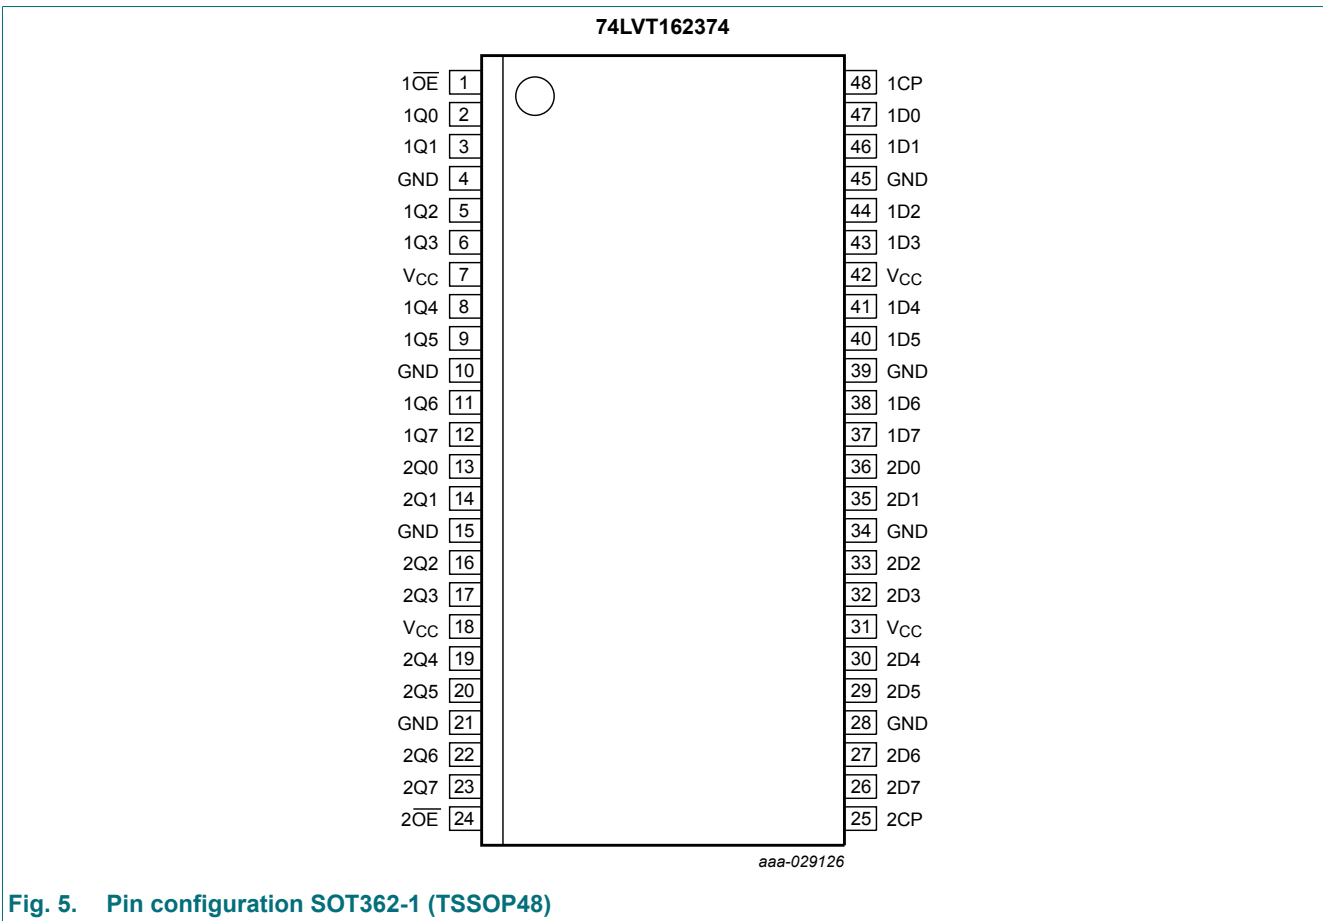 74LVT162374
1OE 1 48 1CP
1Q0 2 47 1D0
1Q1 3 46 1D1
GND 4 45 GND
1Q2 5 44 1D2
1Q3 6 43 1D3
VCC 7 42 VCC
1Q4 8 41 1D4
1Q5 9 40 1D5
GND 10 39 GND
1Q6 11 38 1D6
1Q7 12 37 1D7
2Q0 13 36 2D0
2Q1 14 35 2D1
GND 15 34 GND
2Q2 16 33 2D2
2Q3 17 32 2D3
VCC 18 31 VCC
2Q4 19 30 2D4
2Q5 20 29 2D5
GND 21 28 GND
2Q6 22 27 2D6
2Q7 23 26 2D7
2OE 24 25 2CP
aaa-029126
Fig. 5. Pin configuration SOT362-1 (TSSOP48)